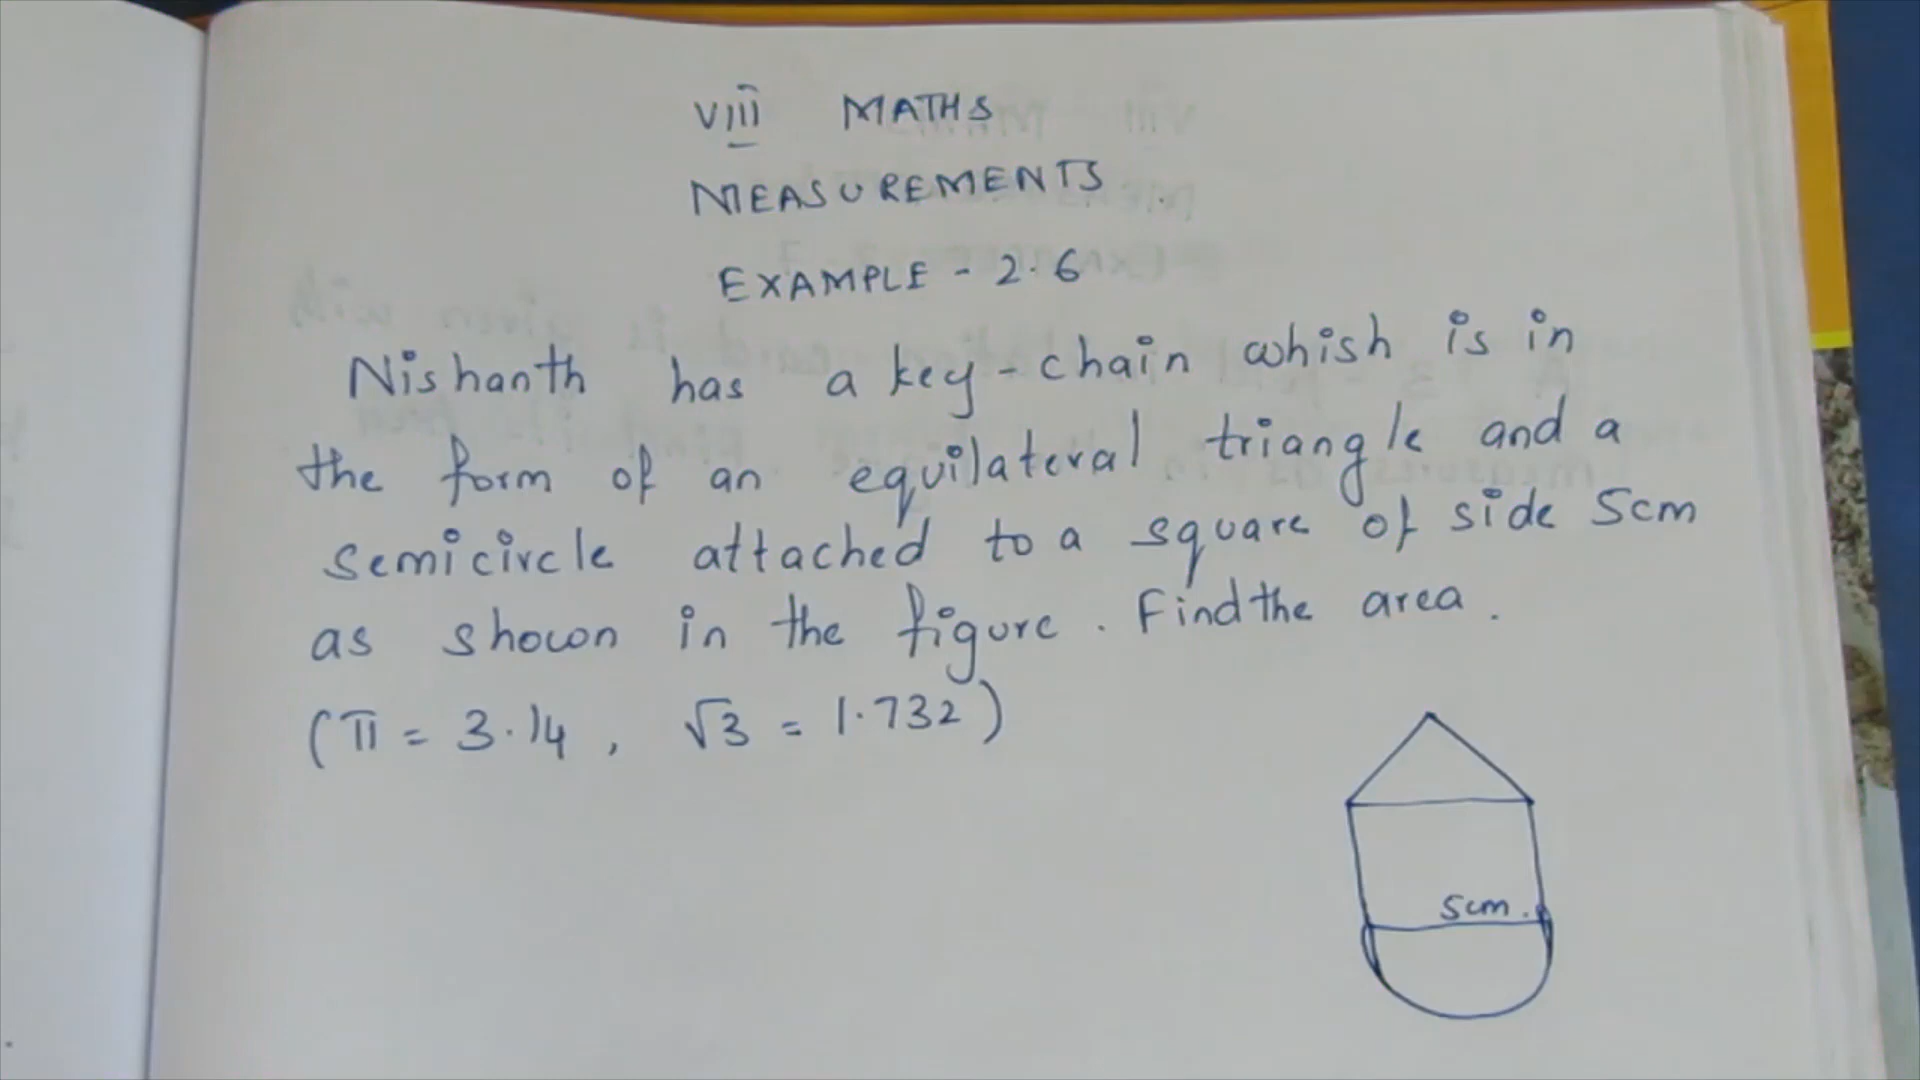 VIII MATHS
MEASUREMENTS
EXAMPLE - 2.6
Nishanth has a key-chain whish is in
the form of an equilateral triangle and a
semicircle attached to a square of side 5cm
as shown in the figure. Find the area.
(π = 3.14, √3 = 1.732)
5cm.